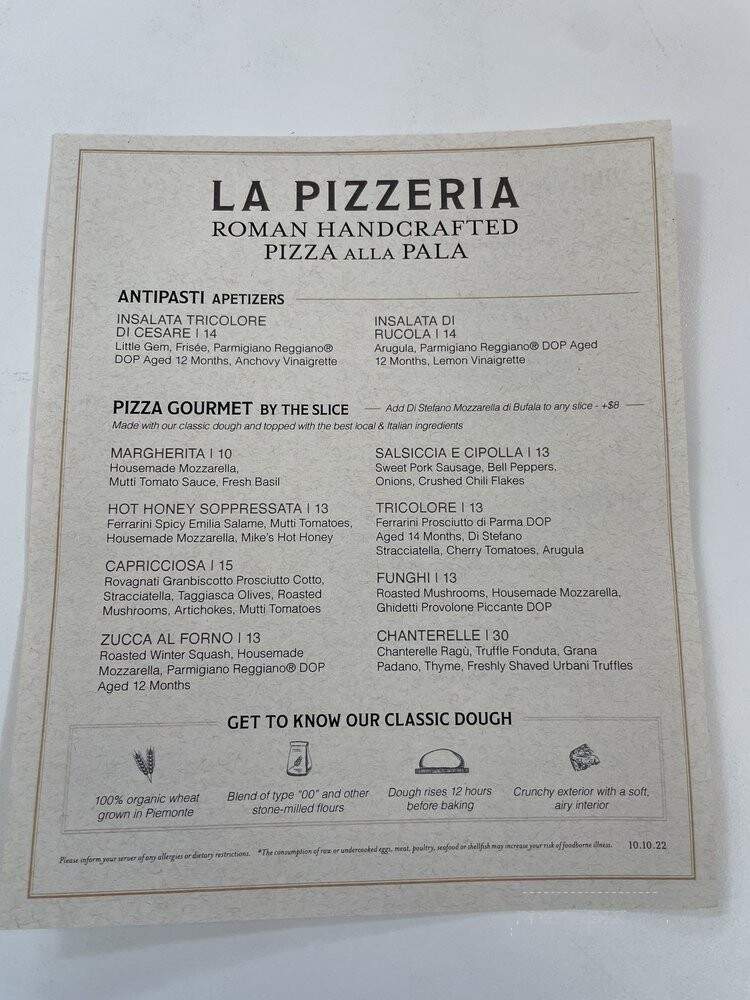 LA PIZZERIA
ROMAN HANDCRAFTED
PIZZA ALLA PALA
ANTIPASTI APETIZERS
INSALATA TRICOLORE
DI CESARE | 14
Little Gem, Frisée, Parmigiano Reggiano®
DOP Aged 12 Months, Anchovy Vinaigrette
INSALATA DI
RUCOLA | 14
Arugula, Parmigiano Reggiano® DOP Aged
12 Months, Lemon Vinaigrette
PIZZA GOURMET BY THE SLICE
Add Di Stefano Mozzarella di Bufala to any slice - +$8
Made with our classic dough and topped with the best local & Italian ingredients
MARGHERITA | 10
Housemade Mozzarella,
Mutti Tomato Sauce, Fresh Basil
HOT HONEY SOPPRESSATA | 13
Ferrarini Spicy Emilia Salame, Mutti Tomatoes,
Housemade Mozzarella, Mike's Hot Honey
CAPRICCIOSA | 15
Rovagnati Granbiscotto Prosciutto Cotto,
Stracciatella, Taggiasca Olives, Roasted
Mushrooms, Artichokes, Mutti Tomatoes
ZUCCA AL FORNO | 13
Roasted Winter Squash, Housemade
Mozzarella, Parmigiano Reggiano® DOP
Aged 12 Months
SALSICCIA E CIPOLLA | 13
Sweet Pork Sausage, Bell Peppers,
Onions, Crushed Chili Flakes
TRICOLORE | 13
Ferrarini Prosciutto di Parma DOP
Aged 14 Months, Di Stefano
Stracciatella, Cherry Tomatoes, Arugula
FUNGHI | 13
Roasted Mushrooms, Housemade Mozzarella,
Ghidetti Provolone Piccante DOP
CHANTERELLE | 30
Chanterelle Ragù, Truffle Fonduta, Grana
Padano, Thyme, Freshly Shaved Urbani Truffles
GET TO KNOW OUR CLASSIC DOUGH
100% organic wheat
grown in Piemonte
Blend of type "00" and other
stone-milled flours
Dough rises 12 hours
before baking
Crunchy exterior with a soft,
airy interior
Please inform your server of any allergies or dietary restrictions. *The consumption of raw or undercooked eggs, meat, poultry, seafood or shellfish may increase your risk of foodborne illness. 10.10.22